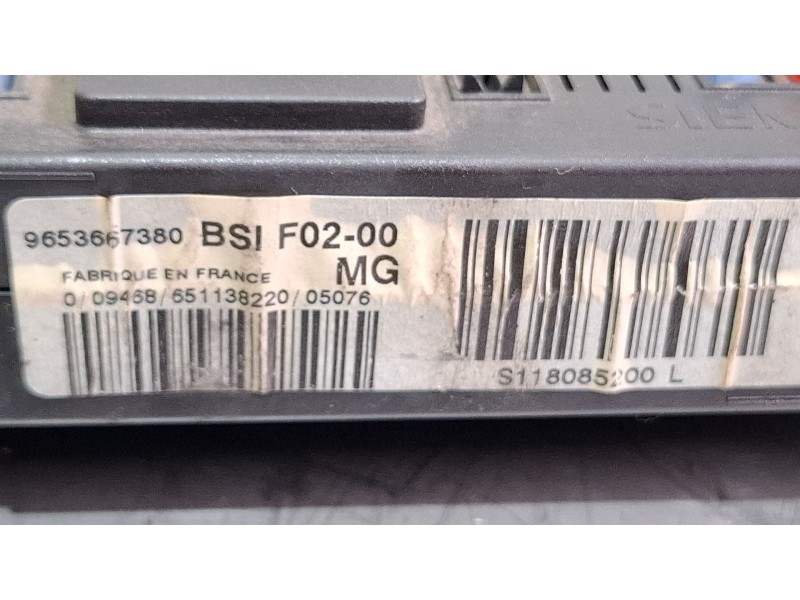 9653667380 BSI F02-00
FABRIQUE EN FRANCE MG
0/09468/651138220/05076
S118085200 L